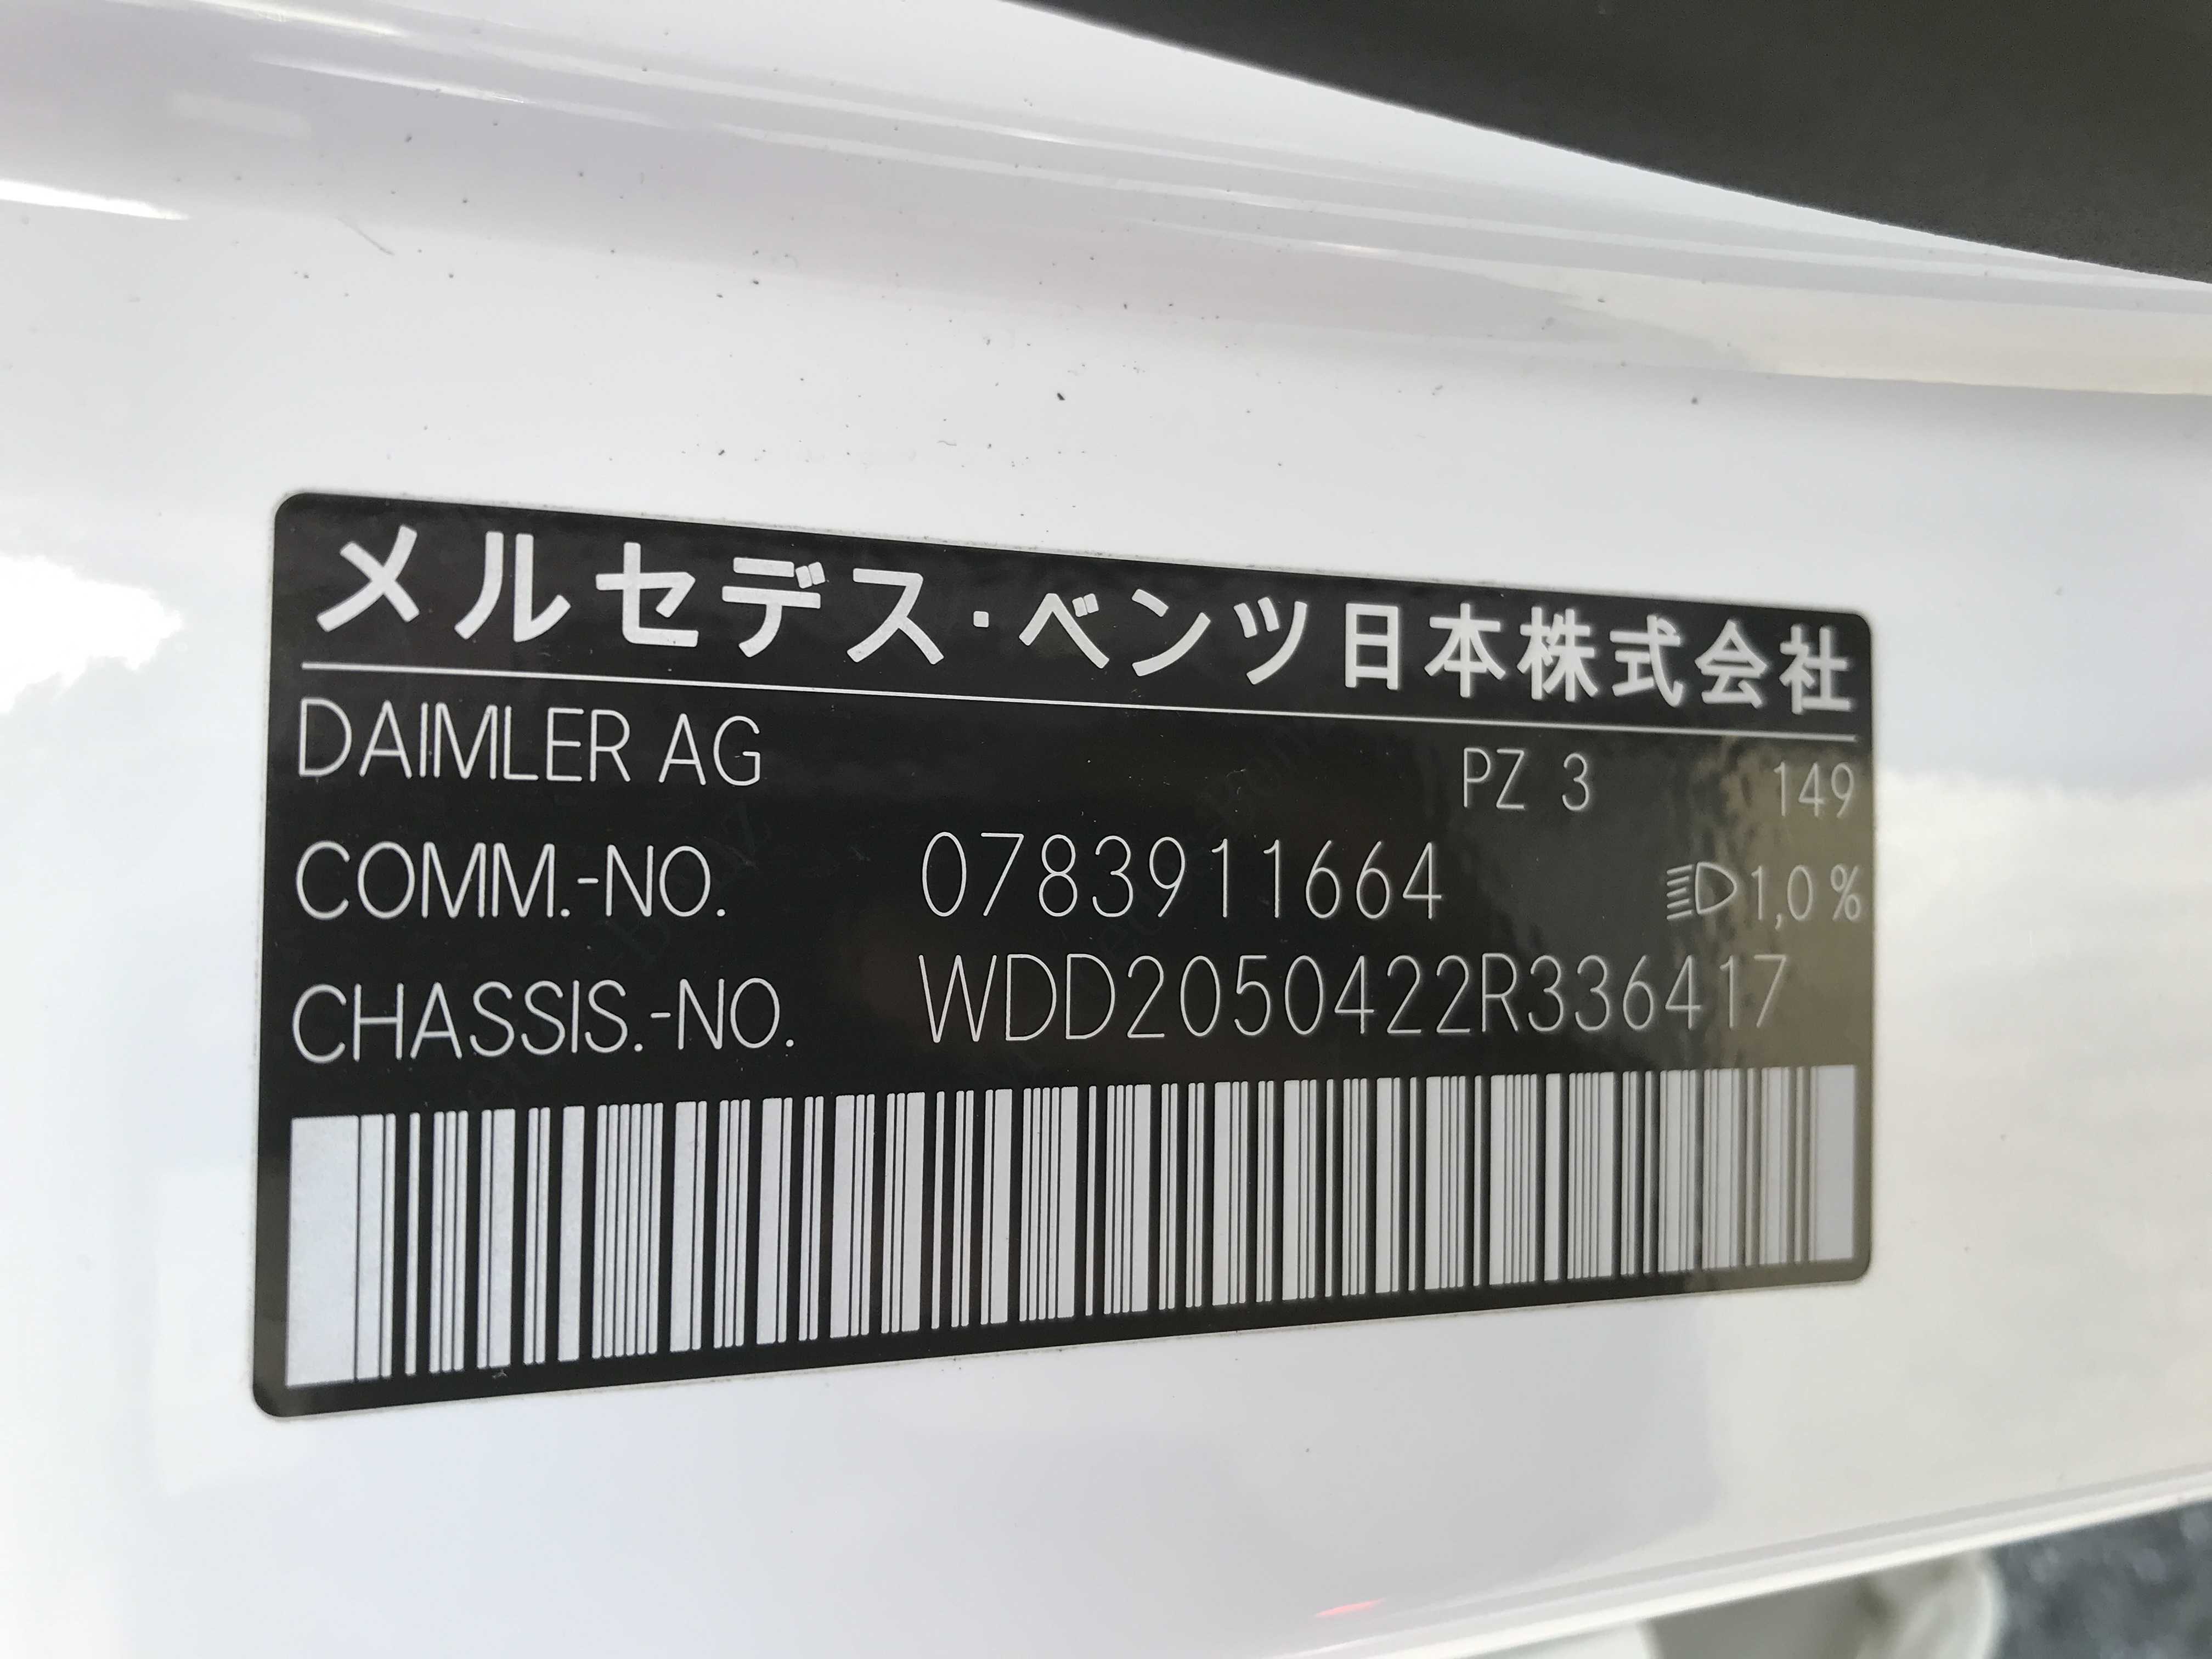 メルセデス・ベンツ日本株式会社
DAIMLER AG PZ 3 149
COMM.-NO. 0783911664 1,0 %
CHASSIS.-NO. WDD2050422R336417